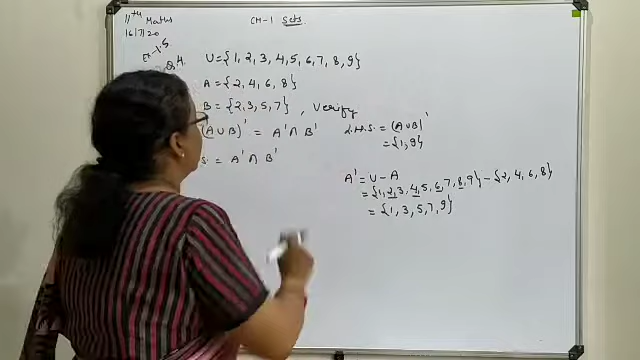 11th Maths
CH-1 Sets
16/7/20
Ex-1.5
Q.4.
U={1, 2, 3, 4, 5, 6, 7, 8, 9}
A = {2, 4, 6, 8}
B = {2, 3, 5, 7}, Verify
(A∪B)' = A'∩B'
L.H.S. = (A∪B)'
= {1, 9}
S. = A'∩B'
A' = U - A
= {1, 2, 3, 4, 5, 6, 7, 8, 9} - {2, 4, 6, 8}
= {1, 3, 5, 7, 9}